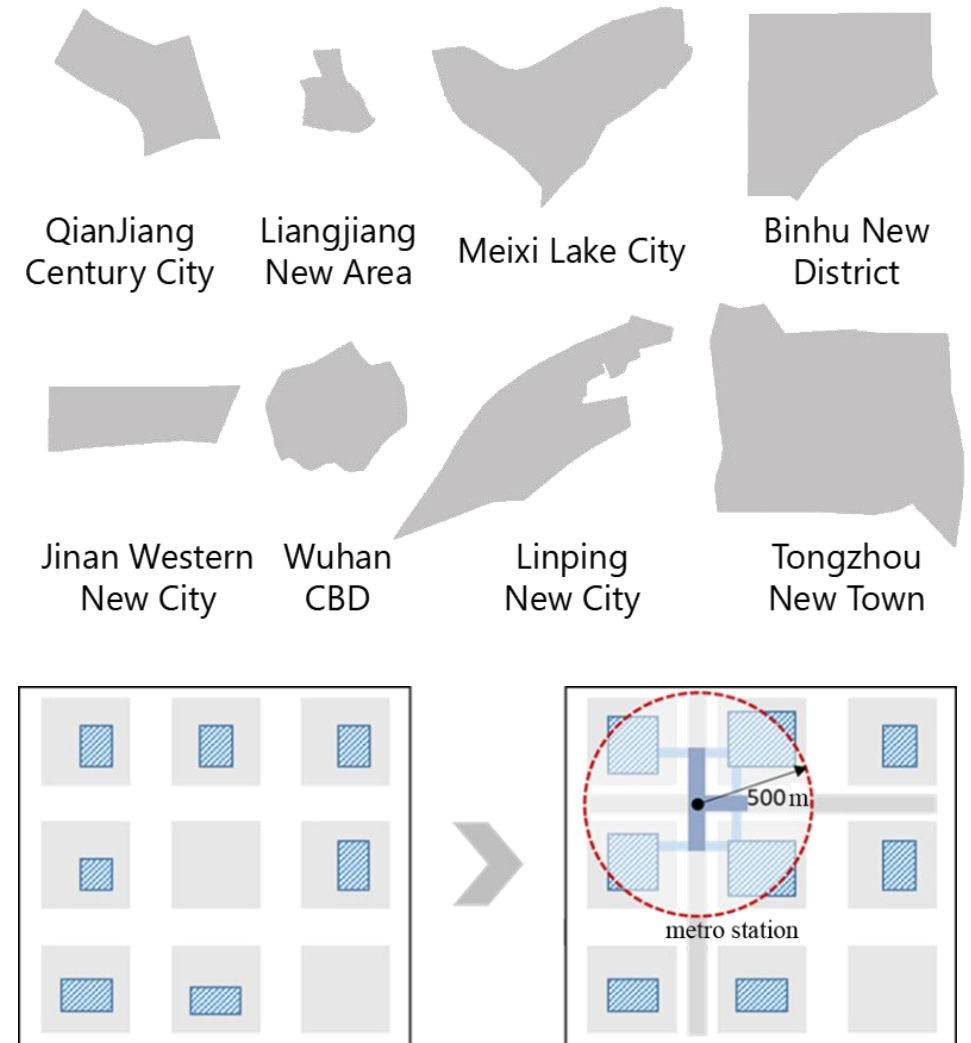 QianJiang
Century City
Liangjiang
New Area
Meixi Lake City
Binhu New
District
Jinan Western
New City
Wuhan
CBD
Linping
New City
Tongzhou
New Town
500m
metro station